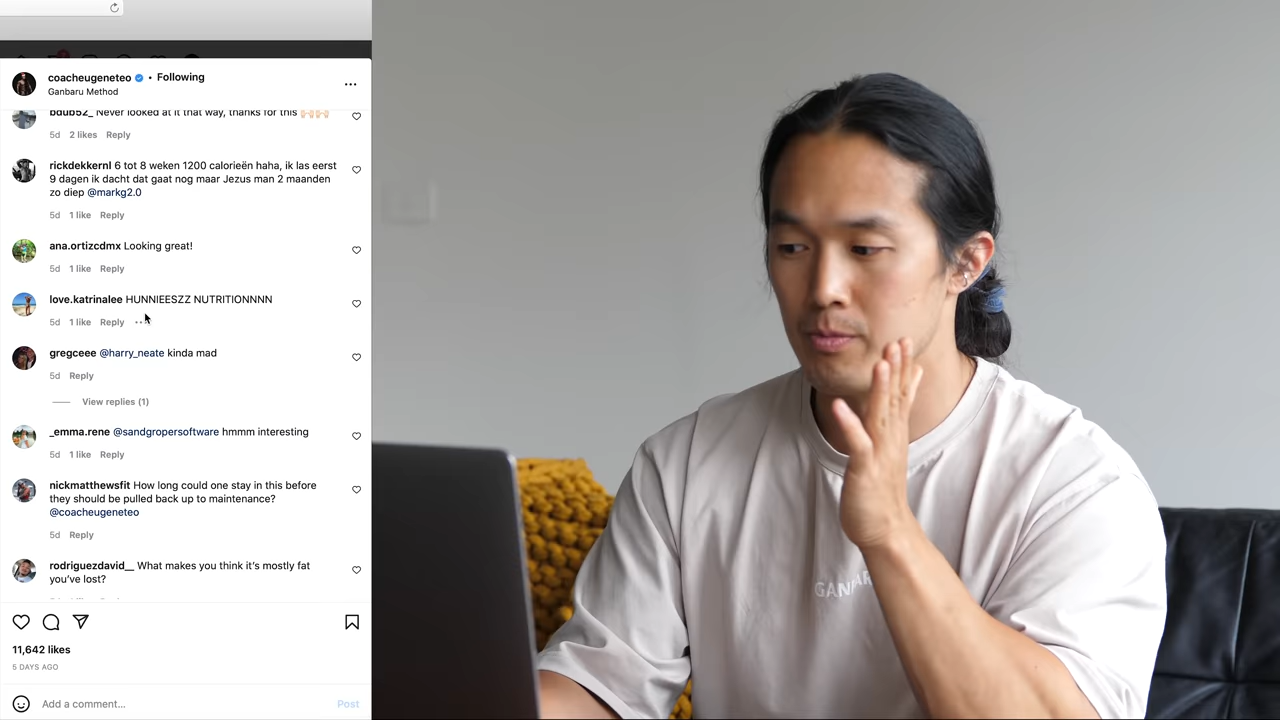 coacheugeneteo • Following
Ganbaru Method
bdub52_ Never looked at it that way, thanks for this 🙌🏻🙌🏻
5d 2 likes Reply
rickdekkernl 6 tot 8 weken 1200 calorieën haha, ik las eerst
9 dagen ik dacht dat gaat nog maar Jezus man 2 maanden
zo diep @markg2.0
5d 1 like Reply
ana.ortizcdmx Looking great!
5d 1 like Reply
love.katrinalee HUNNIEESZZ NUTRITIONNNN
5d 1 like Reply
gregceee @harry_neate kinda mad
5d Reply
View replies (1)
_emma.rene @sandgropersoftware hmmm interesting
5d 1 like Reply
nickmatthewsfit How long could one stay in this before
they should be pulled back up to maintenance?
@coacheugeneteo
5d Reply
rodriguezdavid__ What makes you think it's mostly fat
you've lost?
11,642 likes
5 DAYS AGO
Add a comment... Post